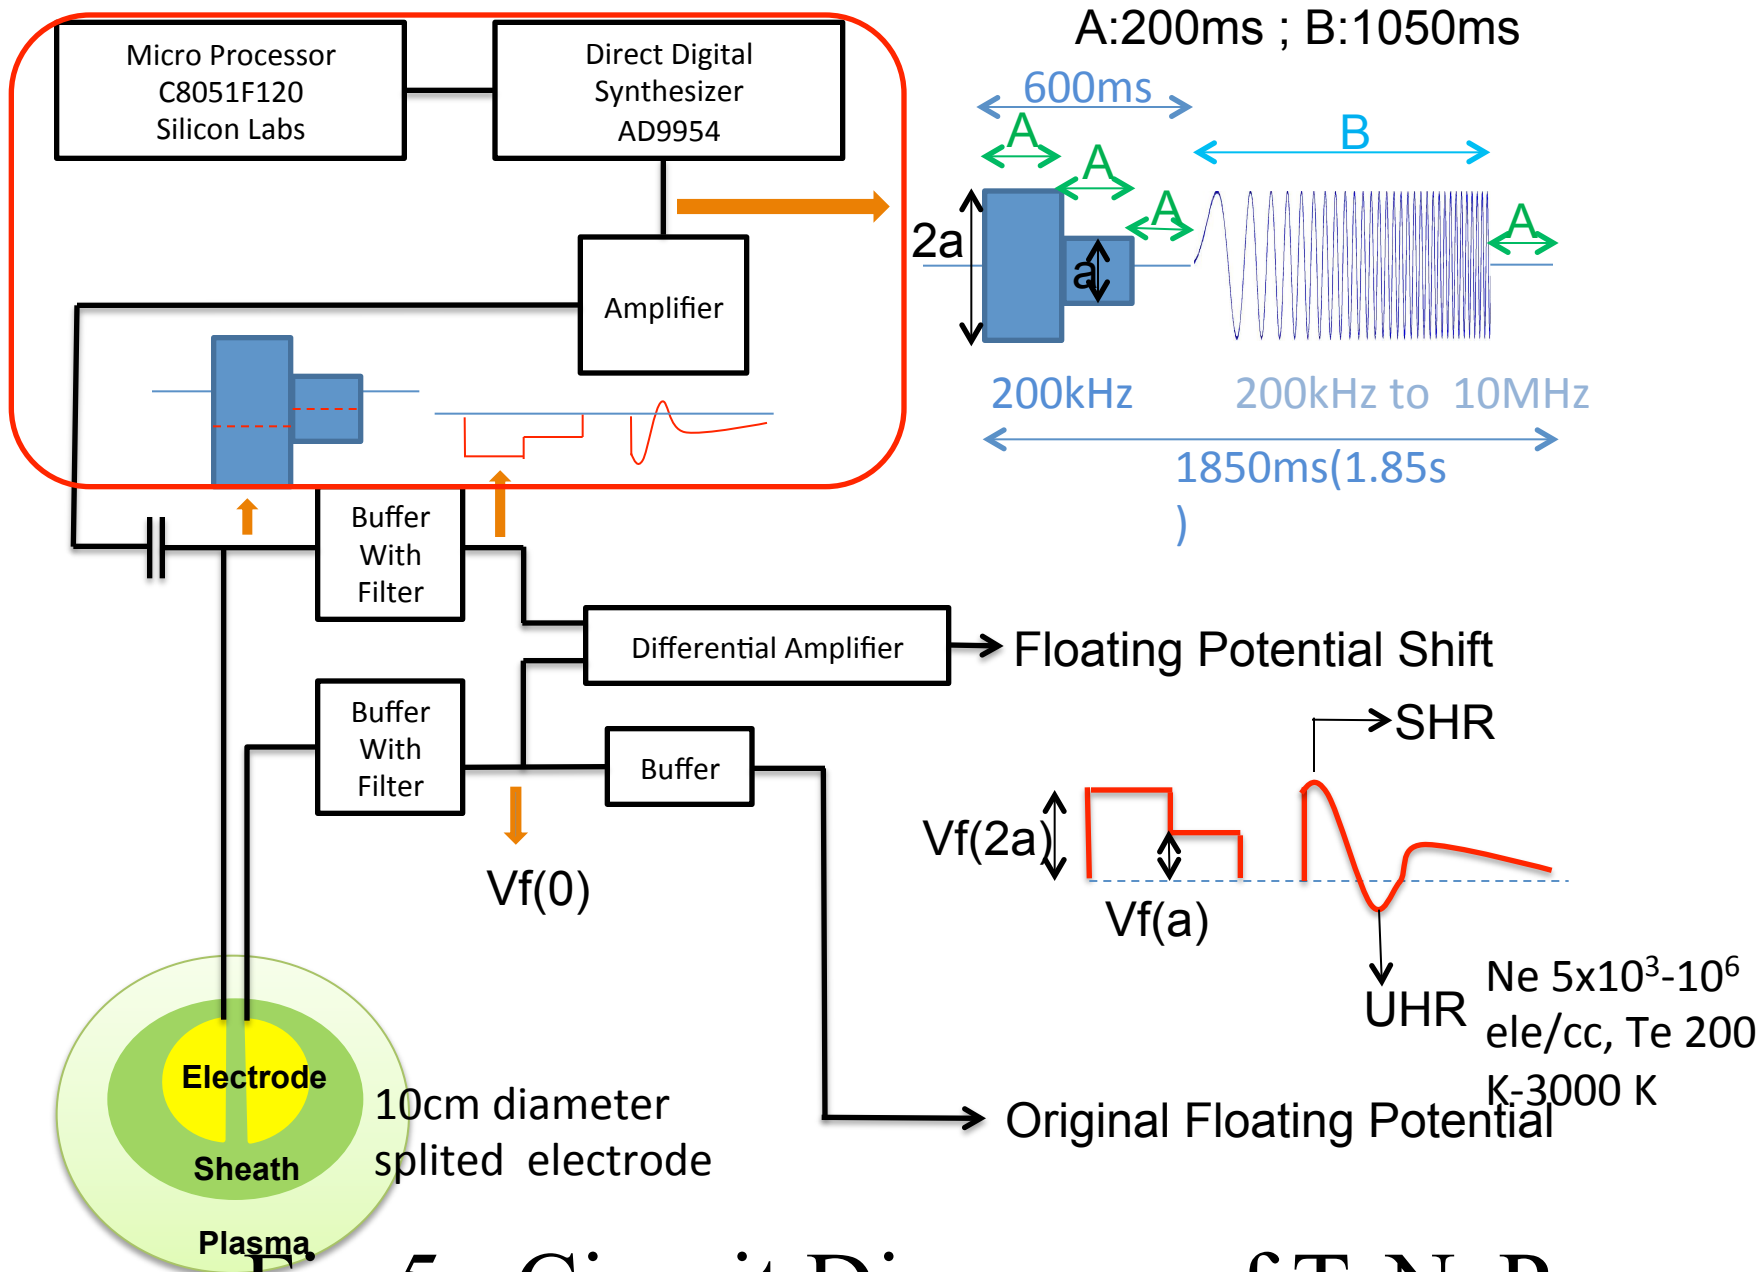 Micro Processor
C8051F120
Silicon Labs
Direct Digital
Synthesizer
AD9954
Amplifier
A:200ms ; B:1050ms
600ms
A
A
A
B
A
2a
a
200kHz
200kHz to 10MHz
1850ms(1.85s
)
Buffer
With
Filter
Differential Amplifier
Floating Potential Shift
Buffer
With
Filter
Buffer
Vf(0)
SHR
Vf(2a)
Vf(a)
UHR
Ne 5x10³-10⁶
ele/cc, Te 200
K-3000 K
Original Floating Potential
Electrode
Sheath
Plasma
10cm diameter
splited electrode